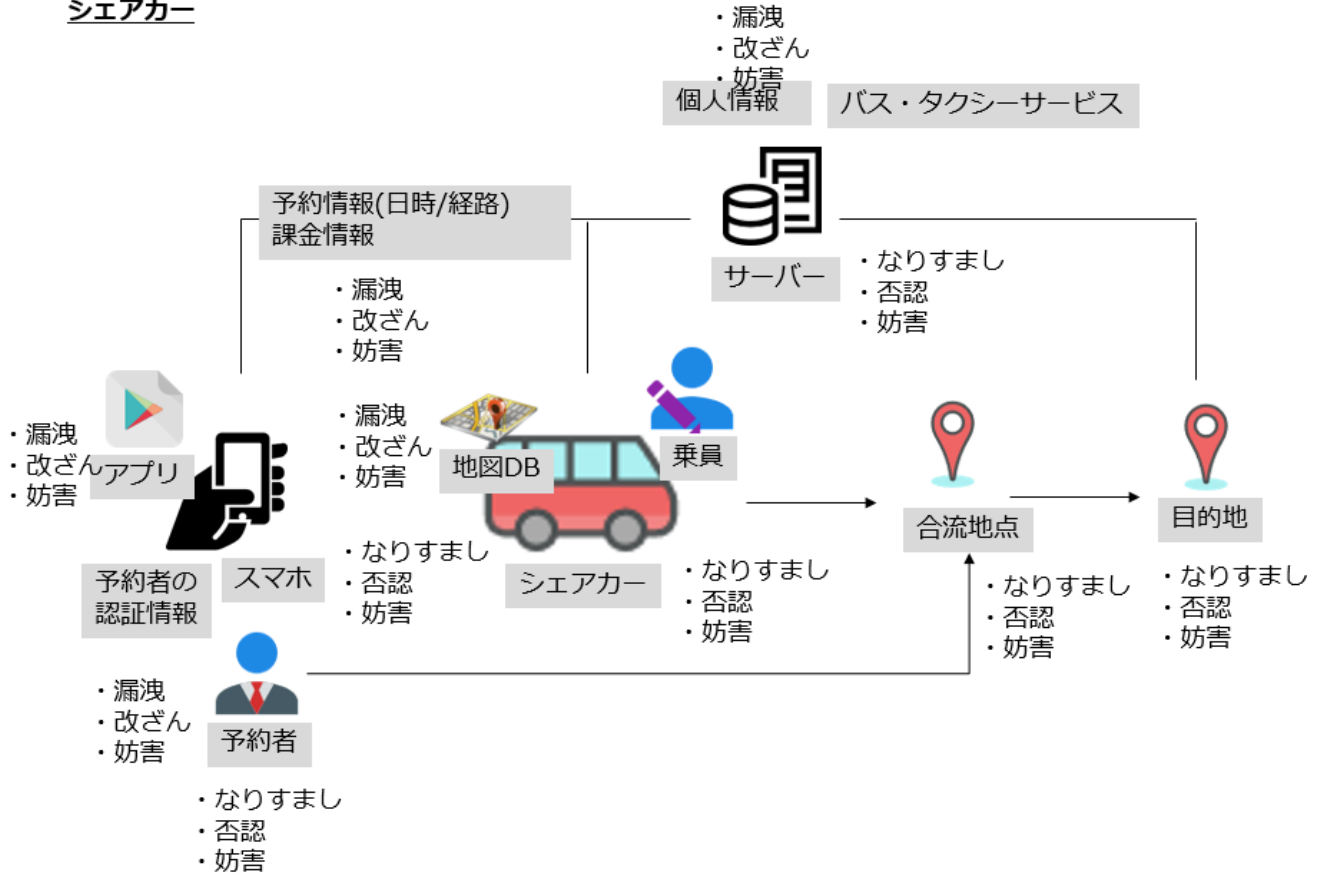 シェアカー
・漏洩
・改ざん
・妨害
個人情報
バス・タクシーサービス
予約情報(日時/経路)
課金情報
サーバー
・なりすまし
・否認
・妨害
・漏洩
・改ざん
・妨害
・漏洩
・改ざん
・妨害
アプリ
・漏洩
・改ざん
・妨害
地図DB
乗員
合流地点
目的地
予約者の
認証情報
スマホ
・なりすまし
・否認
・妨害
シェアカー
・なりすまし
・否認
・妨害
・なりすまし
・否認
・妨害
・なりすまし
・否認
・妨害
・漏洩
・改ざん
・妨害
予約者
・なりすまし
・否認
・妨害